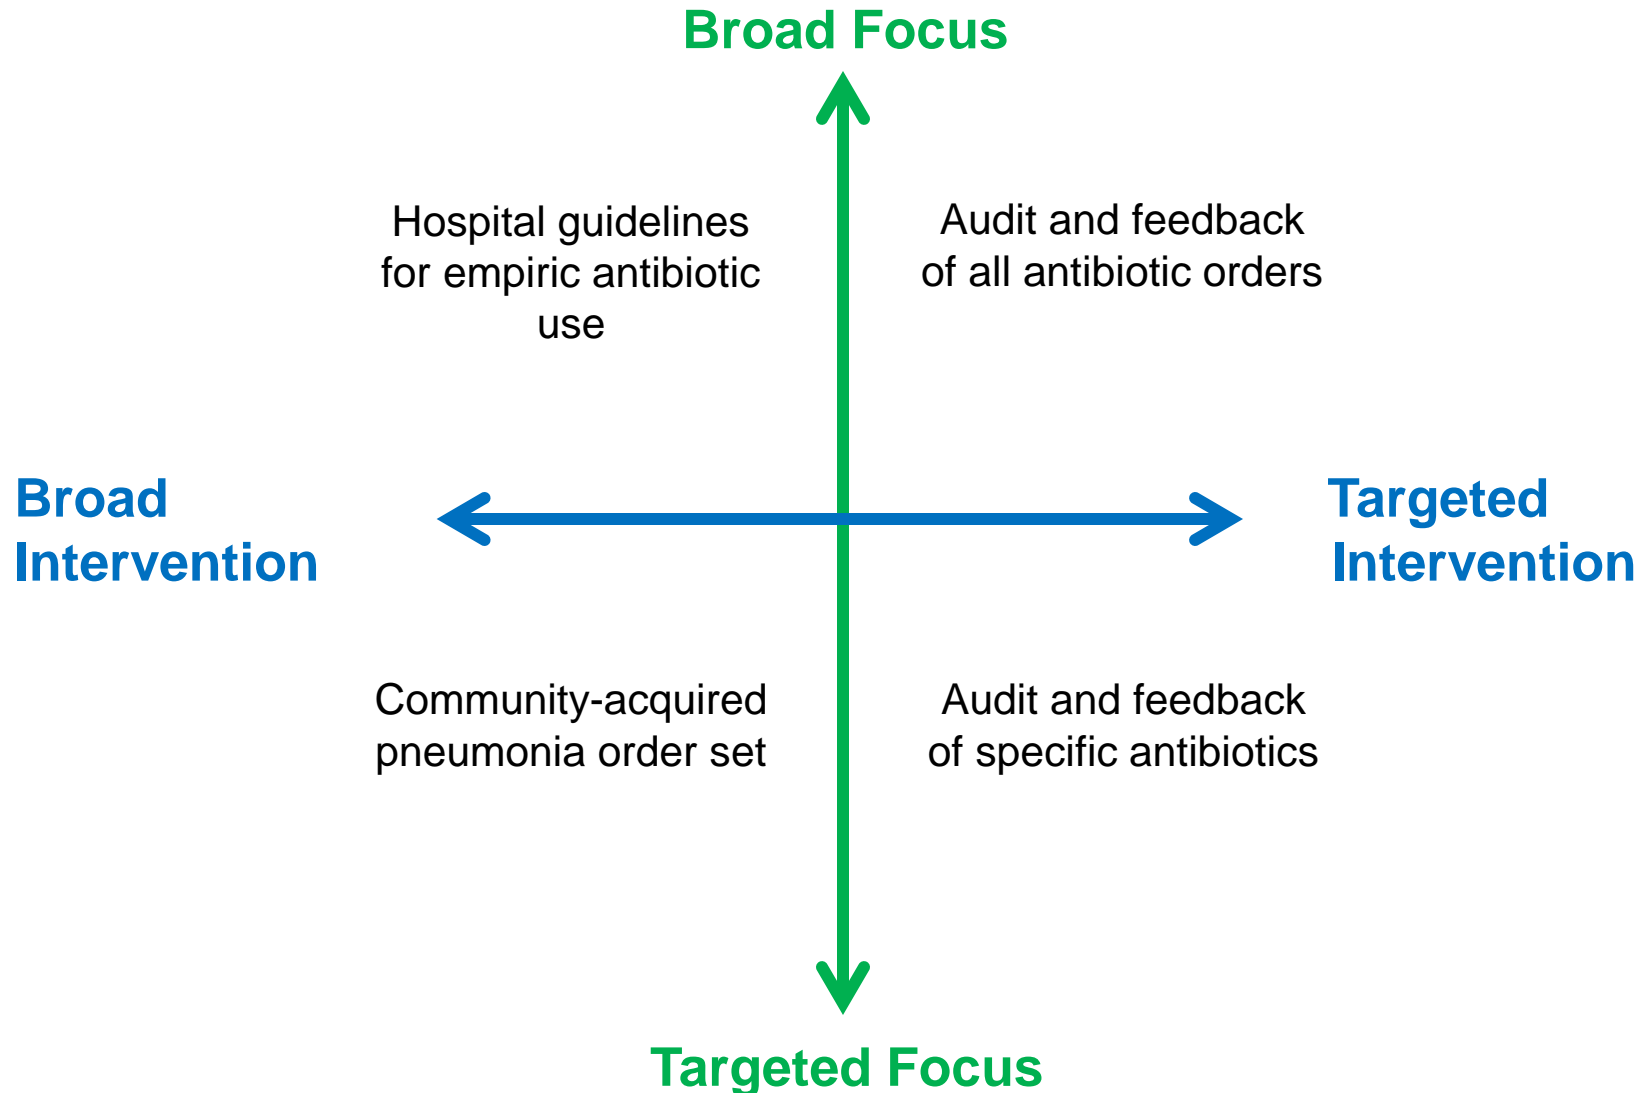 Broad Focus
Hospital guidelines
for empiric antibiotic
use
Audit and feedback
of all antibiotic orders
Broad
Intervention
Targeted
Intervention
Community-acquired
pneumonia order set
Audit and feedback
of specific antibiotics
Targeted Focus